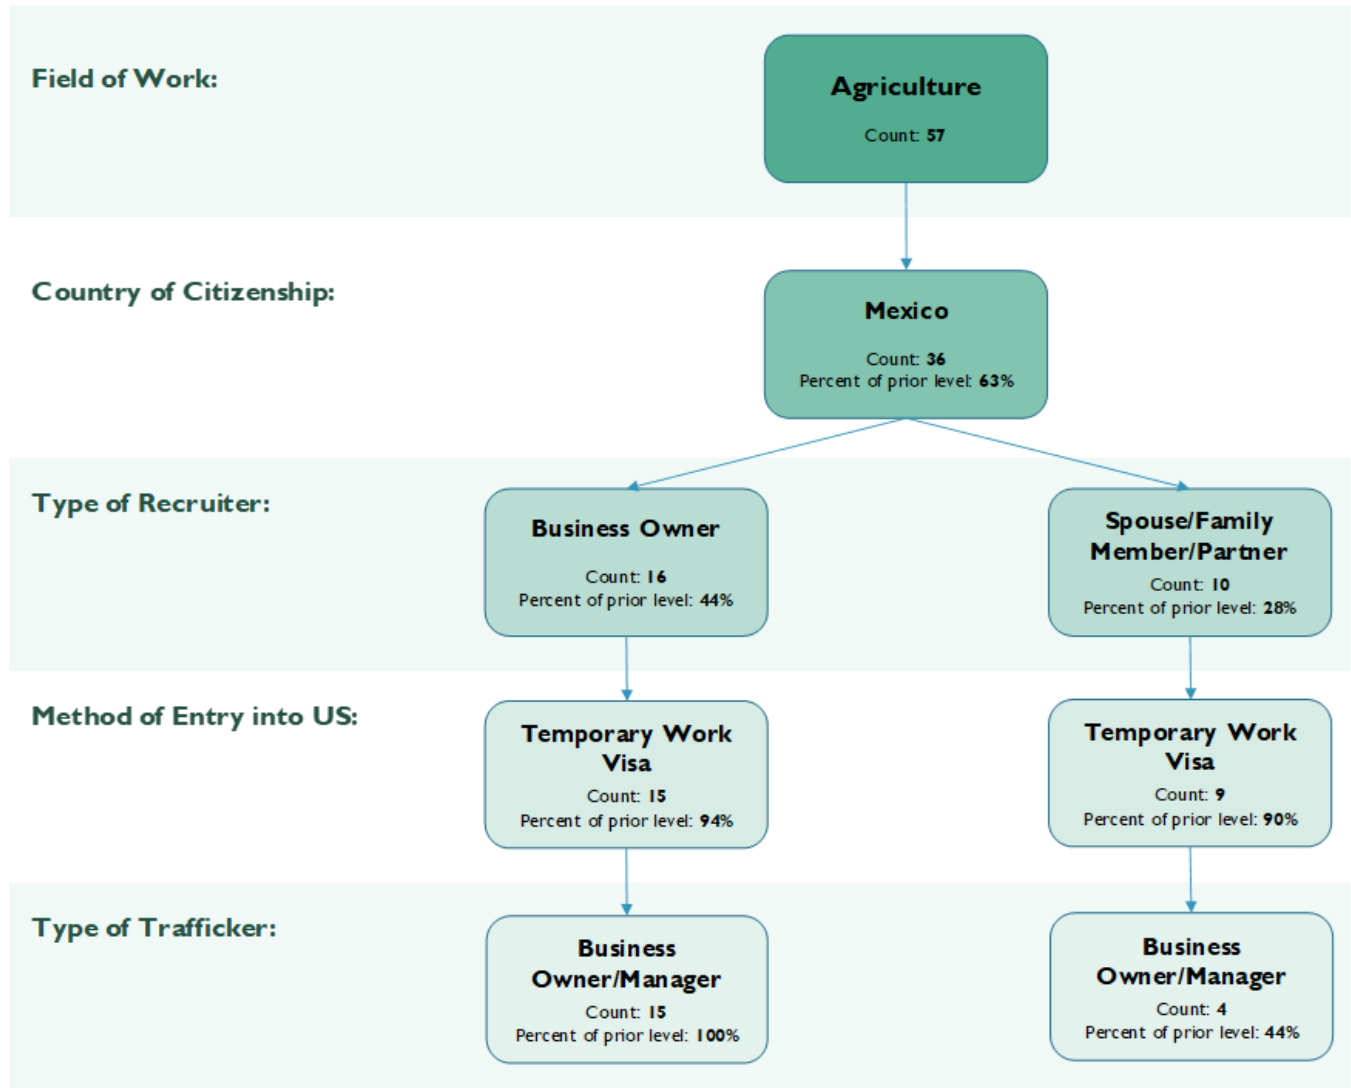 Field of Work:
Agriculture
Count: 57
Country of Citizenship:
Mexico
Count: 36
Percent of prior level: 63%
Type of Recruiter:
Business Owner
Count: 16
Percent of prior level: 44%
Spouse/Family
Member/Partner
Count: 10
Percent of prior level: 28%
Method of Entry into US:
Temporary Work
Visa
Count: 15
Percent of prior level: 94%
Temporary Work
Visa
Count: 9
Percent of prior level: 90%
Type of Trafficker:
Business
Owner/Manager
Count: 15
Percent of prior level: 100%
Business
Owner/Manager
Count: 4
Percent of prior level: 44%